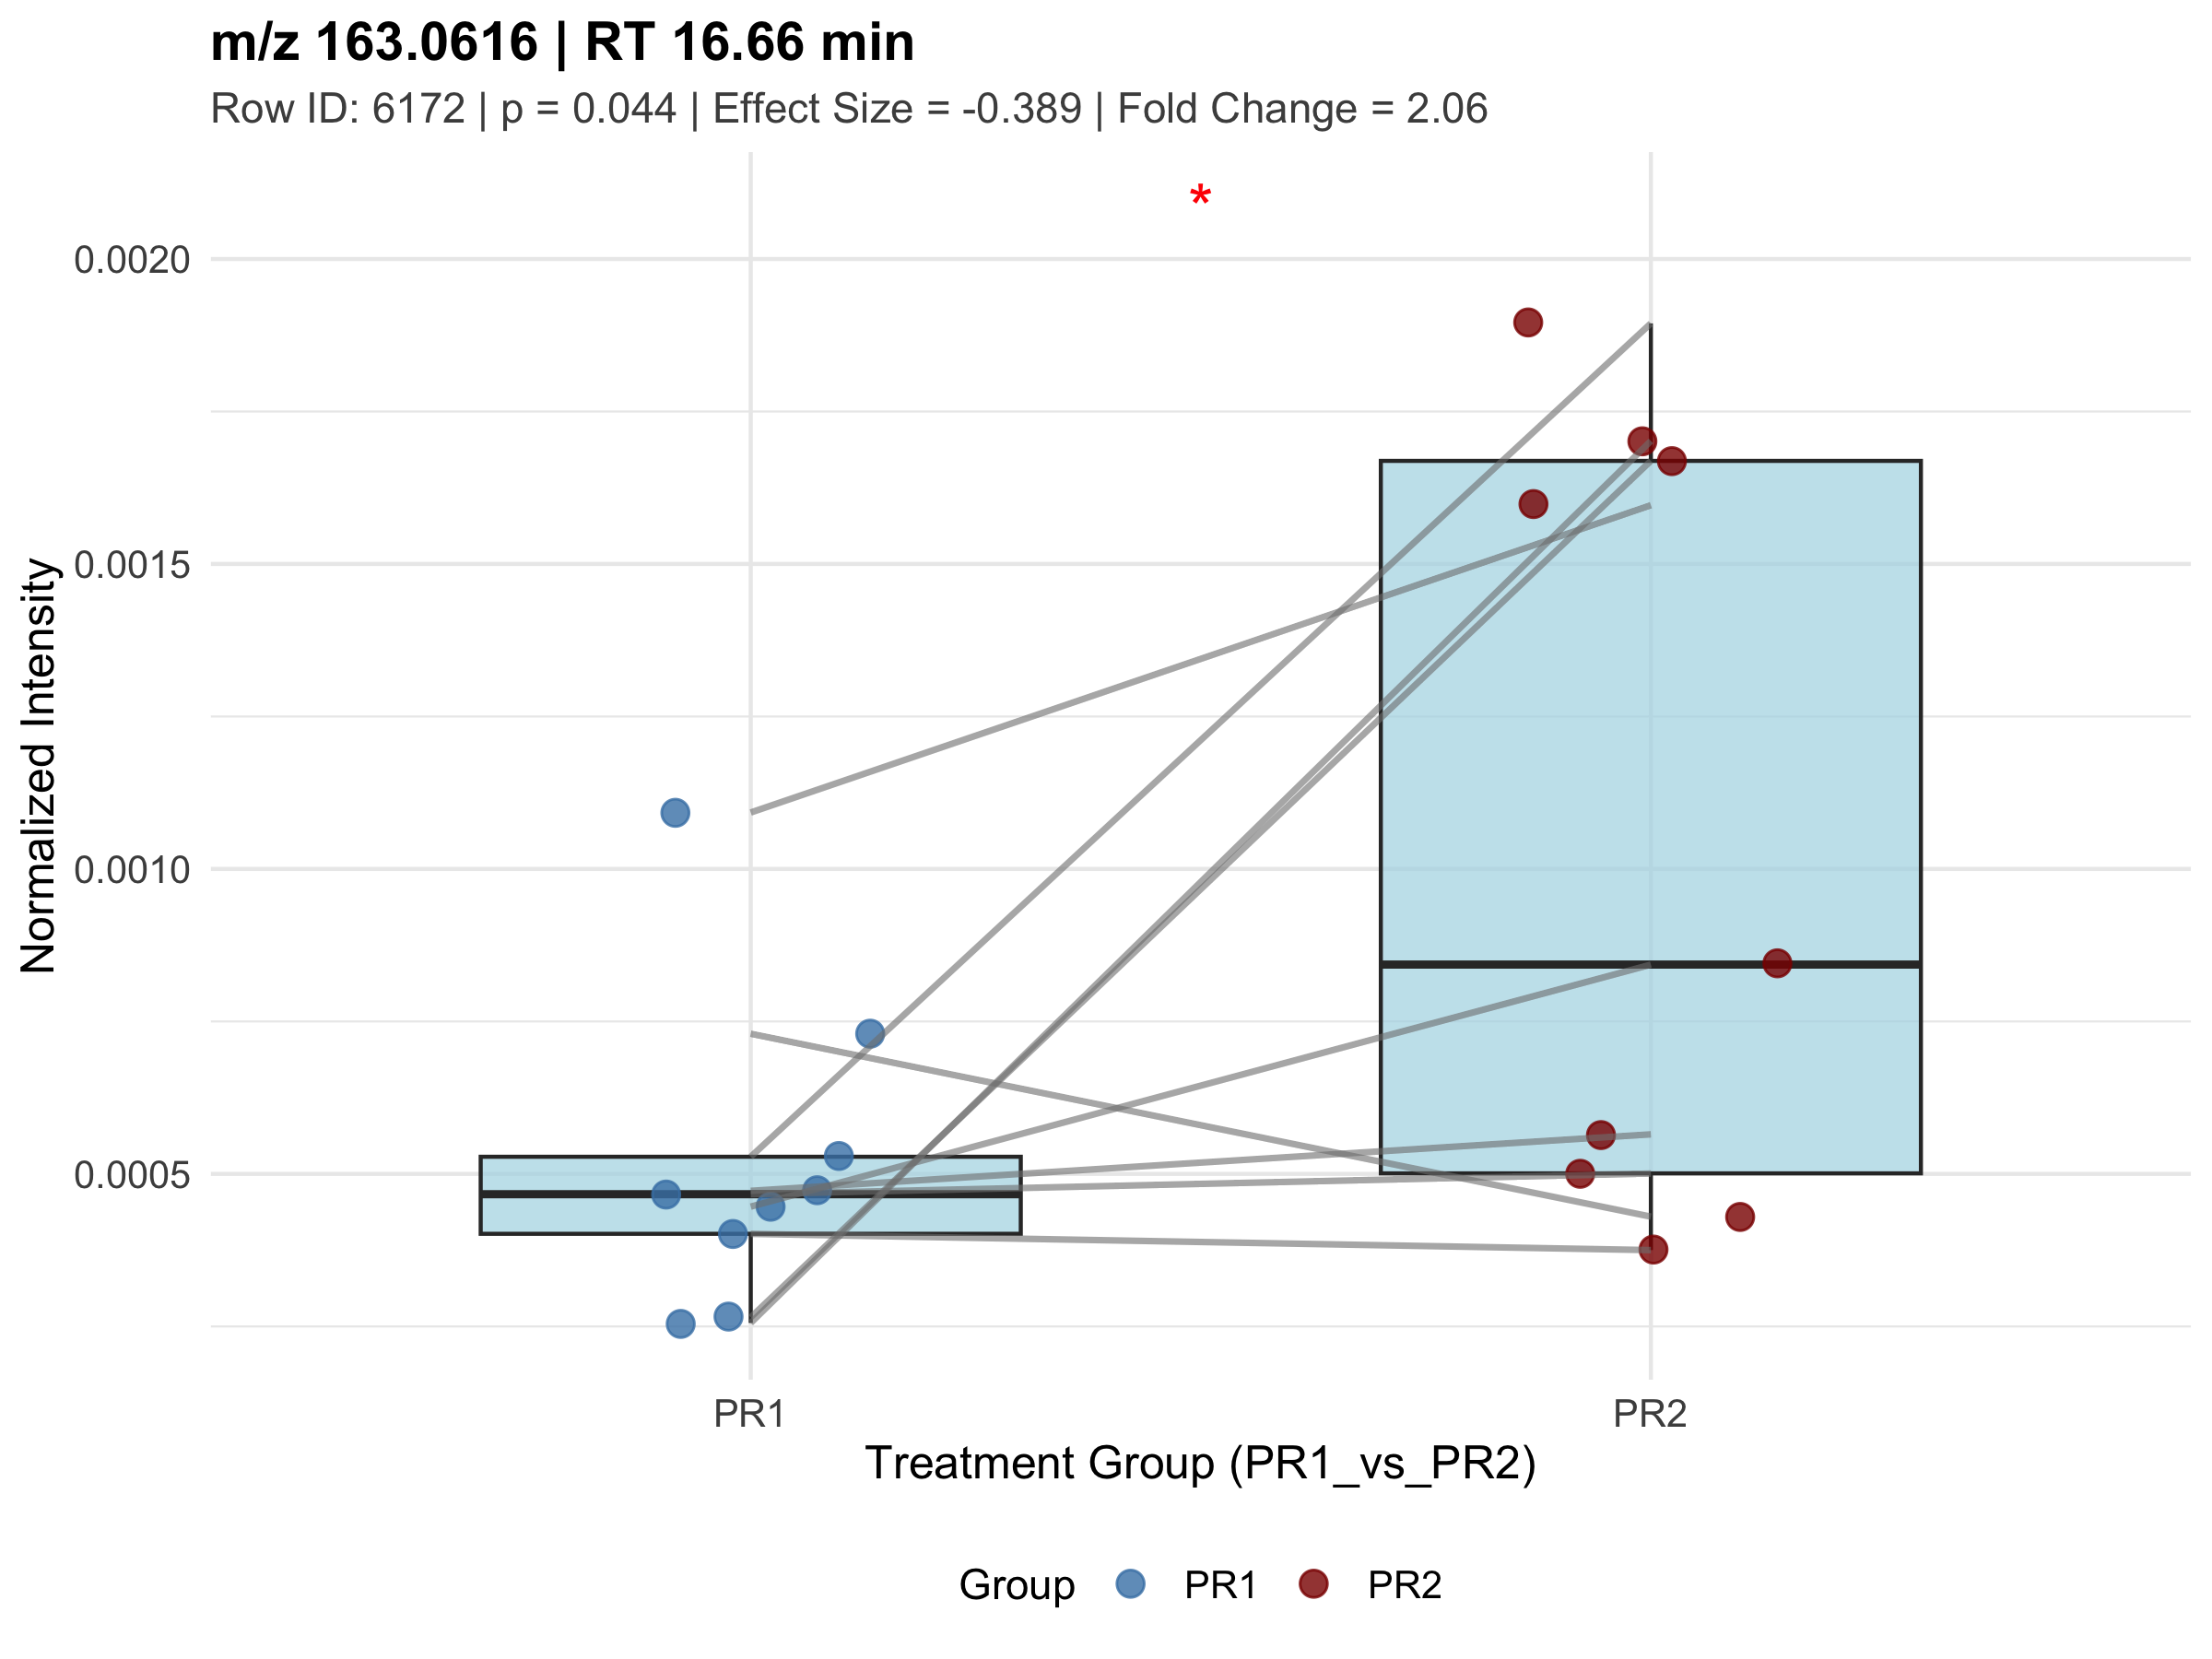 m/z 163.0616 | RT 16.66 min
Row ID: 6172 | p = 0.044 | Effect Size = -0.389 | Fold Change = 2.06
*
0.0020
0.0015
0.0010
0.0005
Normalized Intensity
PR1
PR2
Treatment Group (PR1_vs_PR2)
Group PR1 PR2